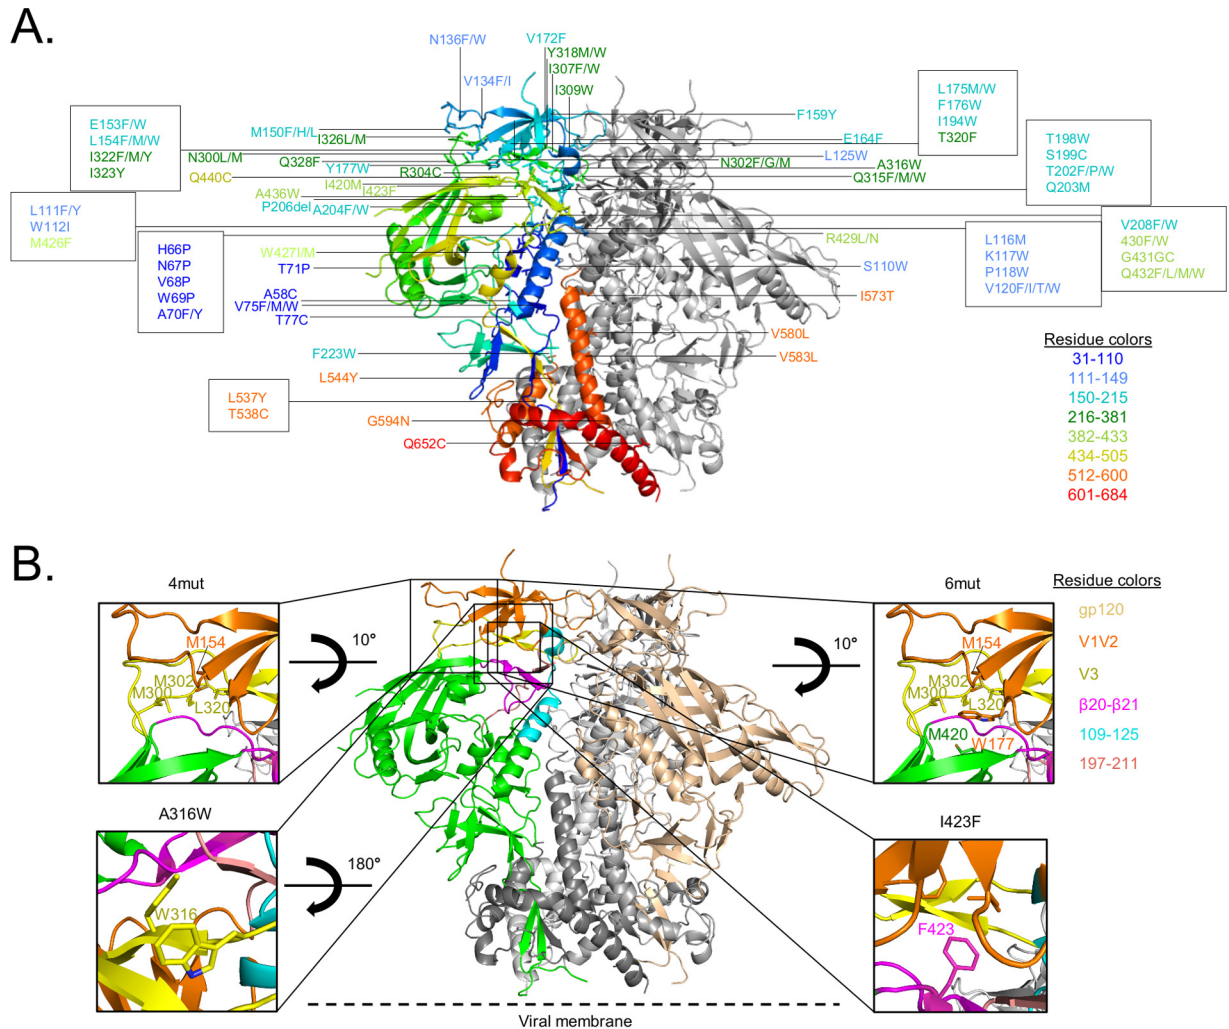 A.
N136F/W
V134F/I
V172F
Y318M/W
I307F/W
I309W
F159Y
E164F
L125W
N302F/G/M
A316W
Q315F/M/W
L175M/W
F176W
I194W
T320F
T198W
S199C
T202F/P/W
Q203M
E153F/W
L154F/M/W
I322F/M/Y
I323Y
M150F/H/L
I326L/M
N300L/M
Q328F
Q440C
Y177W
R304C
I420M
I423F
A436W
P206del
A204F/W
L111F/Y
W112I
M426F
H66P
N67P
V68P
W69P
A70F/Y
W427I/M
T71P
A58C
V75F/M/W
T77C
F223W
L544Y
L537Y
T538C
G594N
Q652C
R429L/N
S110W
I573T
V580L
V583L
L116M
K117W
P118W
V120F/I/T/W
V208F/W
430F/W
G431GC
Q432F/L/M/W
Residue colors
31-110
111-149
150-215
216-381
382-433
434-505
512-600
601-684
B.
4mut
M154
M302
M300
L320
10°
6mut
M154
M302
M300
L320
M420
W177
10°
Residue colors
gp120
V1V2
V3
β20-β21
109-125
197-211
A316W
W316
180°
I423F
F423
Viral membrane